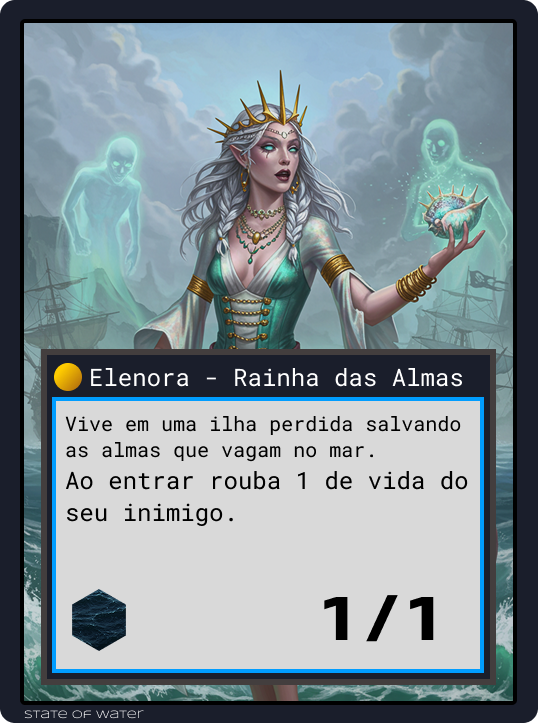 Elenora - Rainha das Almas
Vive em uma ilha perdida salvando
as almas que vagam no mar.
Ao entrar rouba 1 de vida do
seu inimigo.
1/1
STATE OF WATER